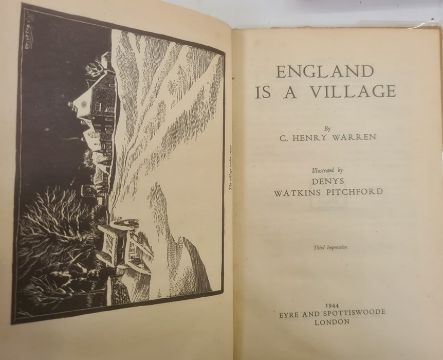 ENGLAND
IS A VILLAGE
By
C. HENRY WARREN
Illustrated by
DENYS
WATKINS PITCHFORD
Third Impression
1944
EYRE AND SPOTTISWOODE
LONDON